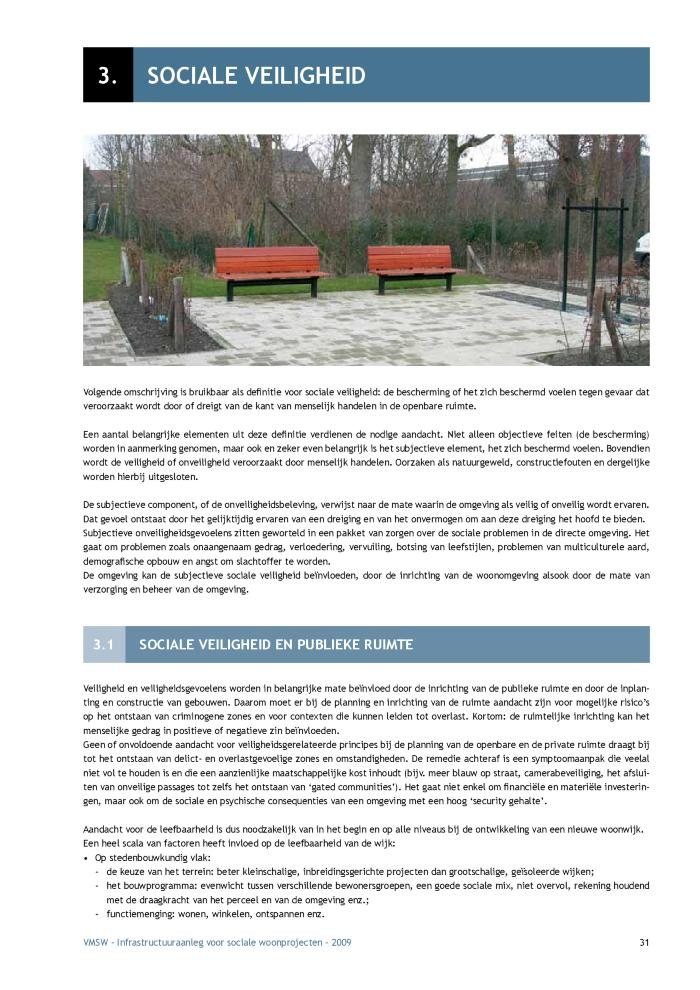 3. SOCIALE VEILIGHEID
Volgende omschrijving is bruikbaar als definitie voor sociale veiligheid: de bescherming of het zich beschermd voelen tegen gevaar dat
veroorzaakt wordt door of dreigt van de kant van menselijk handelen in de openbare ruimte.
Een aantal belangrijke elementen uit deze definitie verdienen de nodige aandacht. Niet alleen objectieve feiten (de bescherming)
worden in aanmerking genomen, maar ook en zeker even belangrijk is het subjectieve element, het zich beschermd voelen. Bovendien
wordt de veiligheid of onveiligheid veroorzaakt door menselijk handelen. Oorzaken als natuurgeweld, constructiefouten en dergelijke
worden hierbij uitgesloten.
De subjectieve component, of de onveiligheidsbeleving, verwijst naar de mate waarin de omgeving als veilig of onveilig wordt ervaren.
Dat gevoel ontstaat door het gelijktijdig ervaren van een dreiging en van het onvermogen om aan deze dreiging het hoofd te bieden.
Subjectieve onveiligheidsgevoelens zitten geworteld in een pakket van zorgen over de sociale problemen in de directe omgeving. Het
gaat om problemen zoals onaangenaam gedrag, verloedering, vervuiling, botsing van leefstijlen, problemen van multiculturele aard,
demografische opbouw en angst om slachtoffer te worden.
De omgeving kan de subjectieve sociale veiligheid beïnvloeden, door de inrichting van de woonomgeving alsook door de mate van
verzorging en beheer van de omgeving.
3.1 SOCIALE VEILIGHEID EN PUBLIEKE RUIMTE
Veiligheid en veiligheidsgevoelens worden in belangrijke mate beïnvloed door de inrichting van de publieke ruimte en door de inplan-
ting en constructie van gebouwen. Daarom moet er bij de planning en inrichting van de ruimte aandacht zijn voor mogelijke risico's
op het ontstaan van criminogene zones en voor contexten die kunnen leiden tot overlast. Kortom: de ruimtelijke inrichting kan het
menselijke gedrag in positieve of negatieve zin beïnvloeden.
Geen of onvoldoende aandacht voor veiligheidsgerelateerde principes bij de planning van de openbare en de private ruimte draagt bij
tot het ontstaan van delict- en overlastgevoelige zones en omstandigheden. De remedie achteraf is een symptoomaanpak die veelal
niet vol te houden is en die een aanzienlijke maatschappelijke kost inhoudt (bijv. meer blauw op straat, camerabeveiliging, het afslui-
ten van onveilige passages tot zelfs het ontstaan van 'gated communities'). Het gaat niet enkel om financiële en materiële investerin-
gen, maar ook om de sociale en psychische consequenties van een omgeving met een hoog 'security gehalte'.
Aandacht voor de leefbaarheid is dus noodzakelijk van in het begin en op alle niveaus bij de ontwikkeling van een nieuwe woonwijk.
Een heel scala van factoren heeft invloed op de leefbaarheid van de wijk:
• Op stedenbouwkundig vlak:
- de keuze van het terrein: beter kleinschalige, inbreidingsgerichte projecten dan grootschalige, geïsoleerde wijken;
- het bouwprogramma: evenwicht tussen verschillende bewonersgroepen, een goede sociale mix, niet overvol, rekening houdend
met de draagkracht van het perceel en van de omgeving enz.;
- functiemenging: wonen, winkelen, ontspannen enz.
VMSW - Infrastructuuraanleg voor sociale woonprojecten - 2009 31